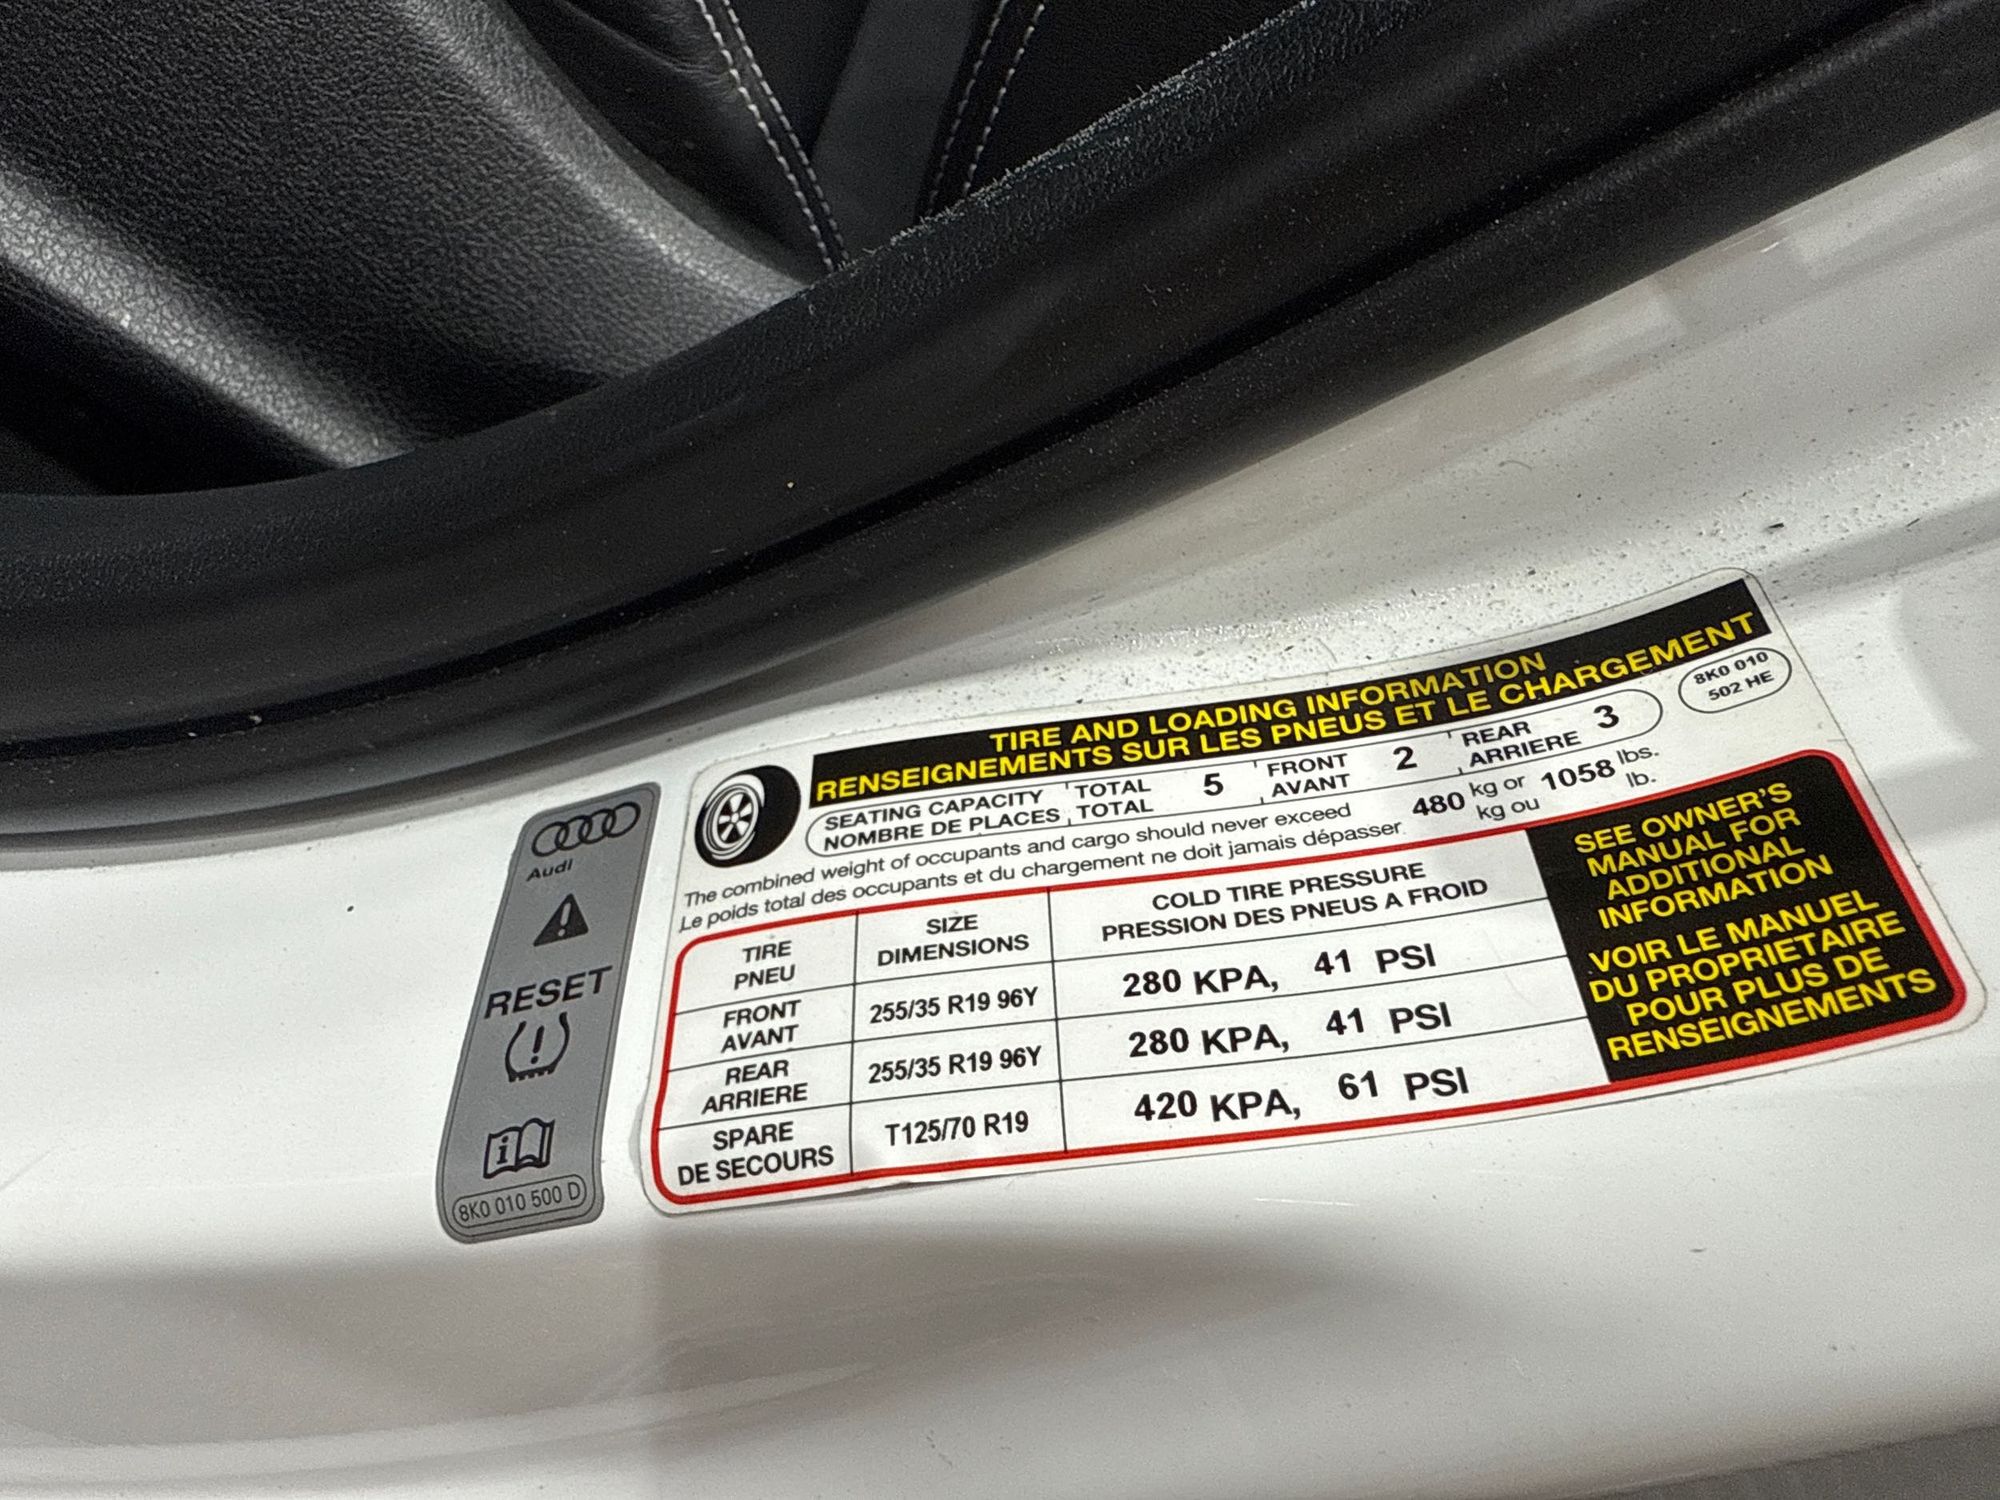 TIRE AND LOADING INFORMATION
RENSEIGNEMENTS SUR LES PNEUS ET LE CHARGEMENT
8K0 010
502 HE
SEATING CAPACITY TOTAL 5 FRONT 2 REAR 3
NOMBRE DE PLACES TOTAL AVANT ARRIERE
The combined weight of occupants and cargo should never exceed 480 kg or 1058 lbs.
Le poids total des occupants et du chargement ne doit jamais dépasser kg ou lb.
TIRE SIZE COLD TIRE PRESSURE
PNEU DIMENSIONS PRESSION DES PNEUS A FROID
FRONT 255/35 R19 96Y 280 KPA, 41 PSI
AVANT
REAR 255/35 R19 96Y 280 KPA, 41 PSI
ARRIERE
SPARE T125/70 R19 420 KPA, 61 PSI
DE SECOURS
SEE OWNER'S
MANUAL FOR
ADDITIONAL
INFORMATION
VOIR LE MANUEL
DU PROPRIETAIRE
POUR PLUS DE
RENSEIGNEMENTS
Audi
RESET
8K0 010 500 D